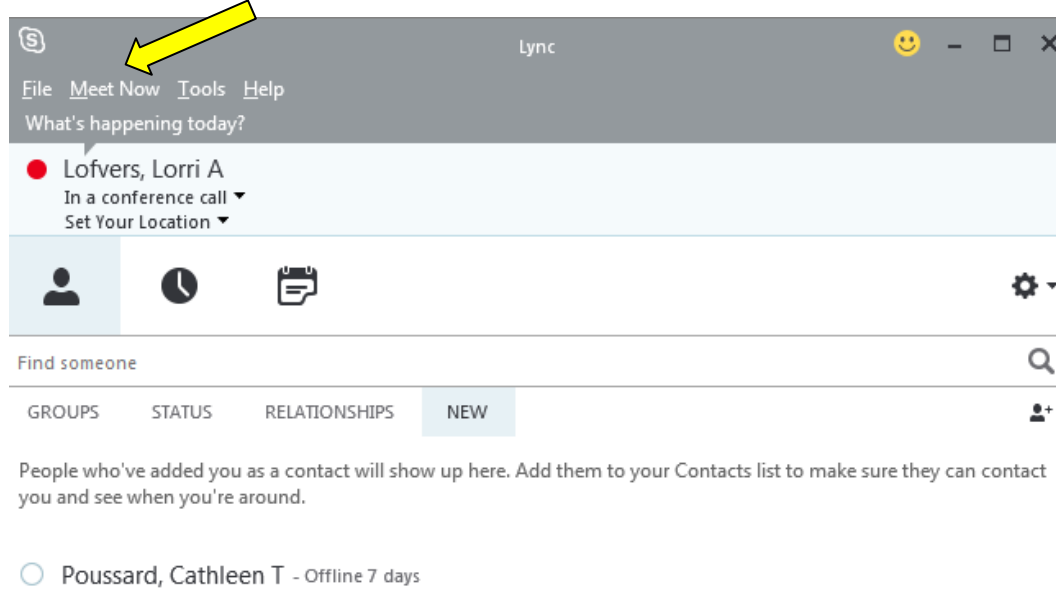 Lync
File Meet Now Tools Help
What's happening today?
Lofvers, Lorri A
In a conference call
Set Your Location
Find someone
GROUPS STATUS RELATIONSHIPS NEW
People who've added you as a contact will show up here. Add them to your Contacts list to make sure they can contact
you and see when you're around.
Poussard, Cathleen T - Offline 7 days